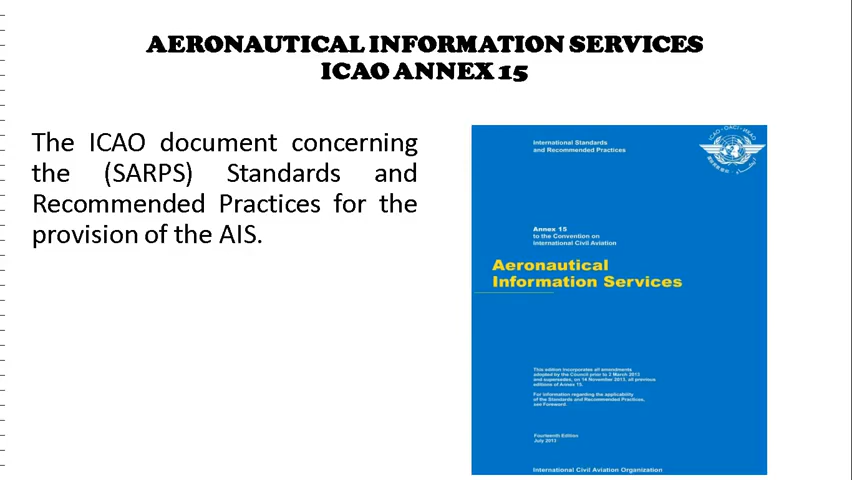 AERONAUTICAL INFORMATION SERVICES
ICAO ANNEX 15
The ICAO document concerning
the (SARPS) Standards and
Recommended Practices for the
provision of the AIS.
International Standards
and Recommended Practices
Annex 15
to the Convention on
International Civil Aviation
Aeronautical
Information Services
This edition incorporates all amendments
adopted by the Council prior to 2 March 2013
and supersedes, on 14 November 2013, all previous
editions of Annex 15.
For information regarding the applicability
of the Standards and Recommended Practices,
see Foreword.
Fourteenth Edition
July 2013
International Civil Aviation Organization